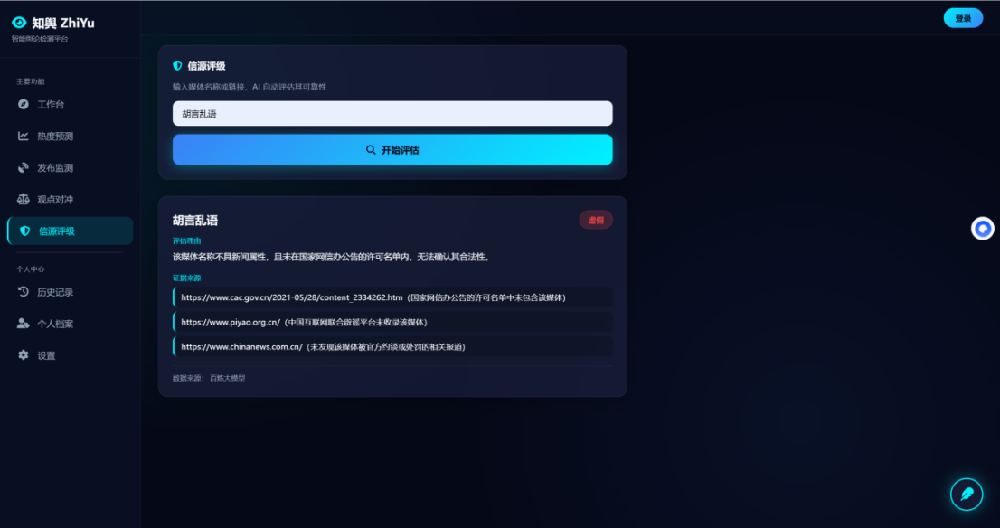 知舆 ZhiYu
智能舆论检测平台
登录
主要功能
工作台
热度预测
发布监测
观点对冲
信源评级
个人中心
历史记录
个人档案
设置
信源评级
输入媒体名称或链接，AI 自动评估其可靠性
胡言乱语
开始评估
胡言乱语
虚假
评估理由
该媒体名称不具新闻属性，且未在国家网信办公告的许可名单内，无法确认其合法性。
证据来源
https://www.cac.gov.cn/2021-05/28/content_2334262.htm（国家网信办公告的许可名单中未包含该媒体）
https://www.piyao.org.cn/（中国互联网联合辟谣平台未收录该媒体）
https://www.chinanews.com.cn/（未发现该媒体被官方约谈或处罚的相关报道）
数据来源： 百炼大模型